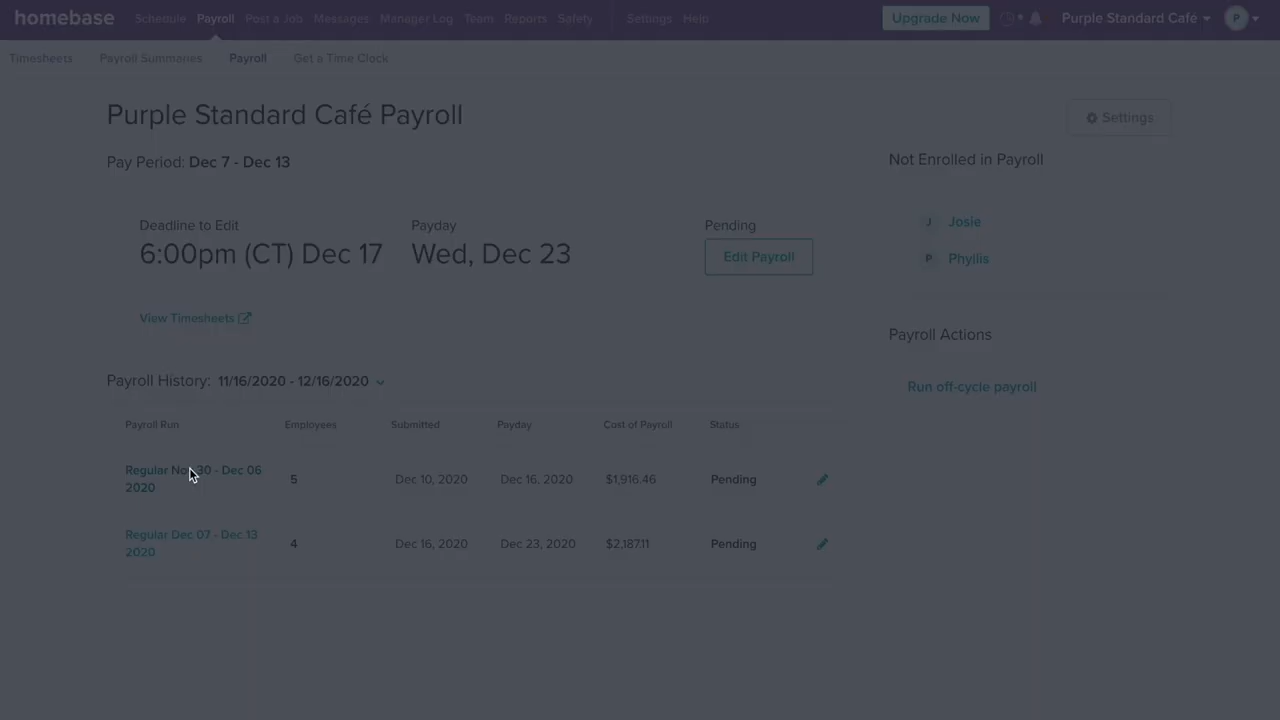 homebase Schedule Payroll Post a Job Messages Manager Log Team Reports Safety Settings Help Upgrade Now Purple Standard Café P
Timesheets Payroll Summaries Payroll Get a Time Clock
Purple Standard Café Payroll
Settings
Pay Period: Dec 7 - Dec 13
Deadline to Edit Payday Pending
6:00pm (CT) Dec 17 Wed, Dec 23 Edit Payroll
View Timesheets
Payroll History: 11/16/2020 - 12/16/2020
Payroll Run Employees Submitted Payday Cost of Payroll Status
Regular Nov 30 - Dec 06
2020
5 Dec 10, 2020 Dec 16, 2020 $1,916.46 Pending
Regular Dec 07 - Dec 13
2020
4 Dec 16, 2020 Dec 23, 2020 $2,187.11 Pending
Not Enrolled in Payroll
J Josie
P Phyllis
Payroll Actions
Run off-cycle payroll